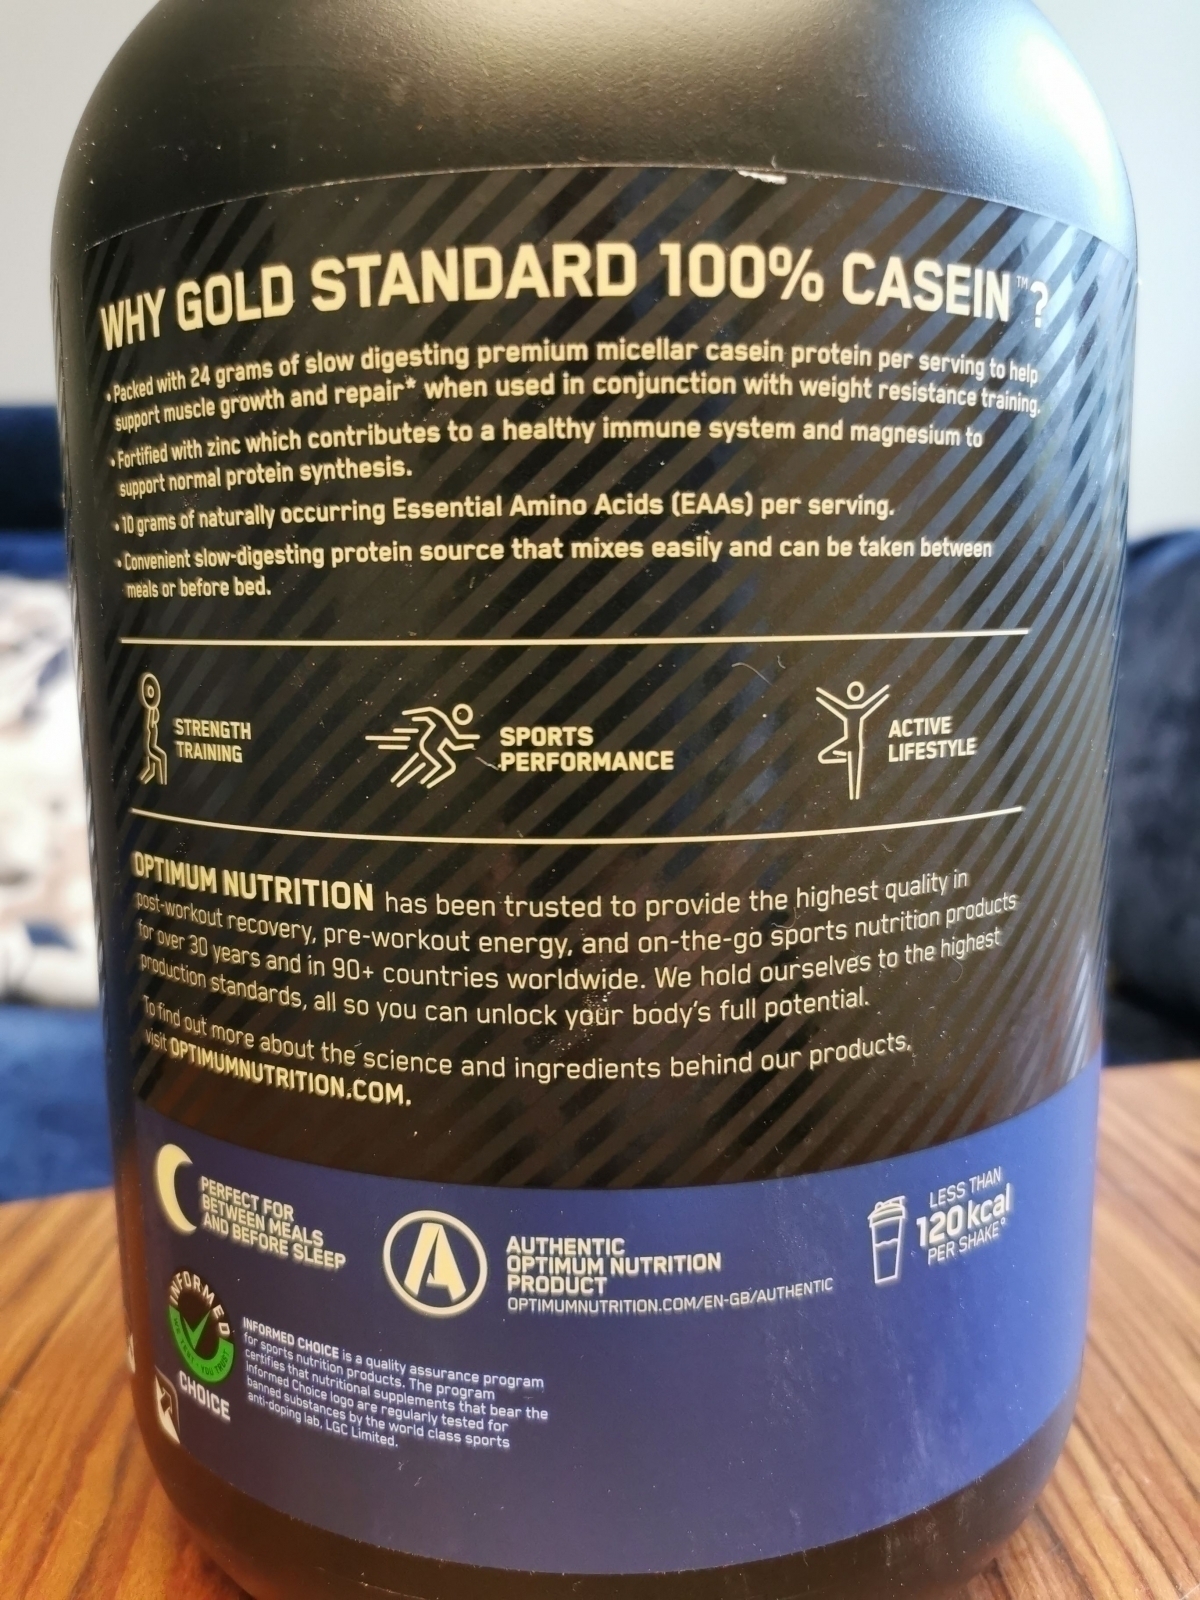 WHY GOLD STANDARD 100% CASEIN™?
• Packed with 24 grams of slow digesting premium micellar casein protein per serving to help
support muscle growth and repair* when used in conjunction with weight resistance training.
• Fortified with zinc which contributes to a healthy immune system and magnesium to
support normal protein synthesis.
• 10 grams of naturally occurring Essential Amino Acids (EAAs) per serving.
• Convenient slow-digesting protein source that mixes easily and can be taken between
meals or before bed.
STRENGTH
TRAINING
SPORTS
PERFORMANCE
ACTIVE
LIFESTYLE
OPTIMUM NUTRITION has been trusted to provide the highest quality in
post-workout recovery, pre-workout energy, and on-the-go sports nutrition products
for over 30 years and in 90+ countries worldwide. We hold ourselves to the highest
production standards, all so you can unlock your body's full potential.
To find out more about the science and ingredients behind our products,
visit OPTIMUMNUTRITION.COM.
PERFECT FOR
BETWEEN MEALS
AND BEFORE SLEEP
AUTHENTIC
OPTIMUM NUTRITION
PRODUCT
OPTIMUMNUTRITION.COM/EN-GB/AUTHENTIC
LESS THAN
120 kcal
PER SHAKE°
INFORMED
WE TEST • YOU TRUST
CHOICE
INFORMED CHOICE is a quality assurance program
for sports nutrition products. The program
certifies that nutritional supplements that bear the
Informed Choice logo are regularly tested for
banned substances by the world class sports
anti-doping lab, LGC Limited.